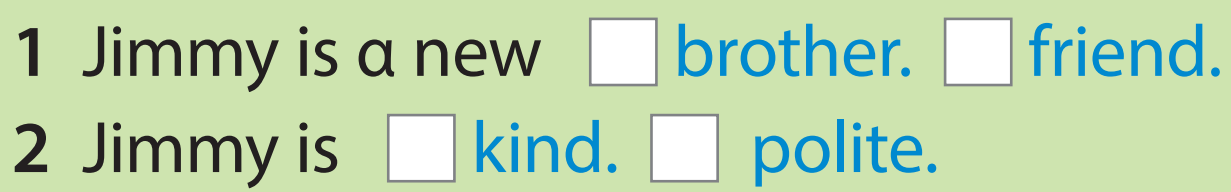 1 Jimmy is a new brother. friend.
2 Jimmy is kind. polite.